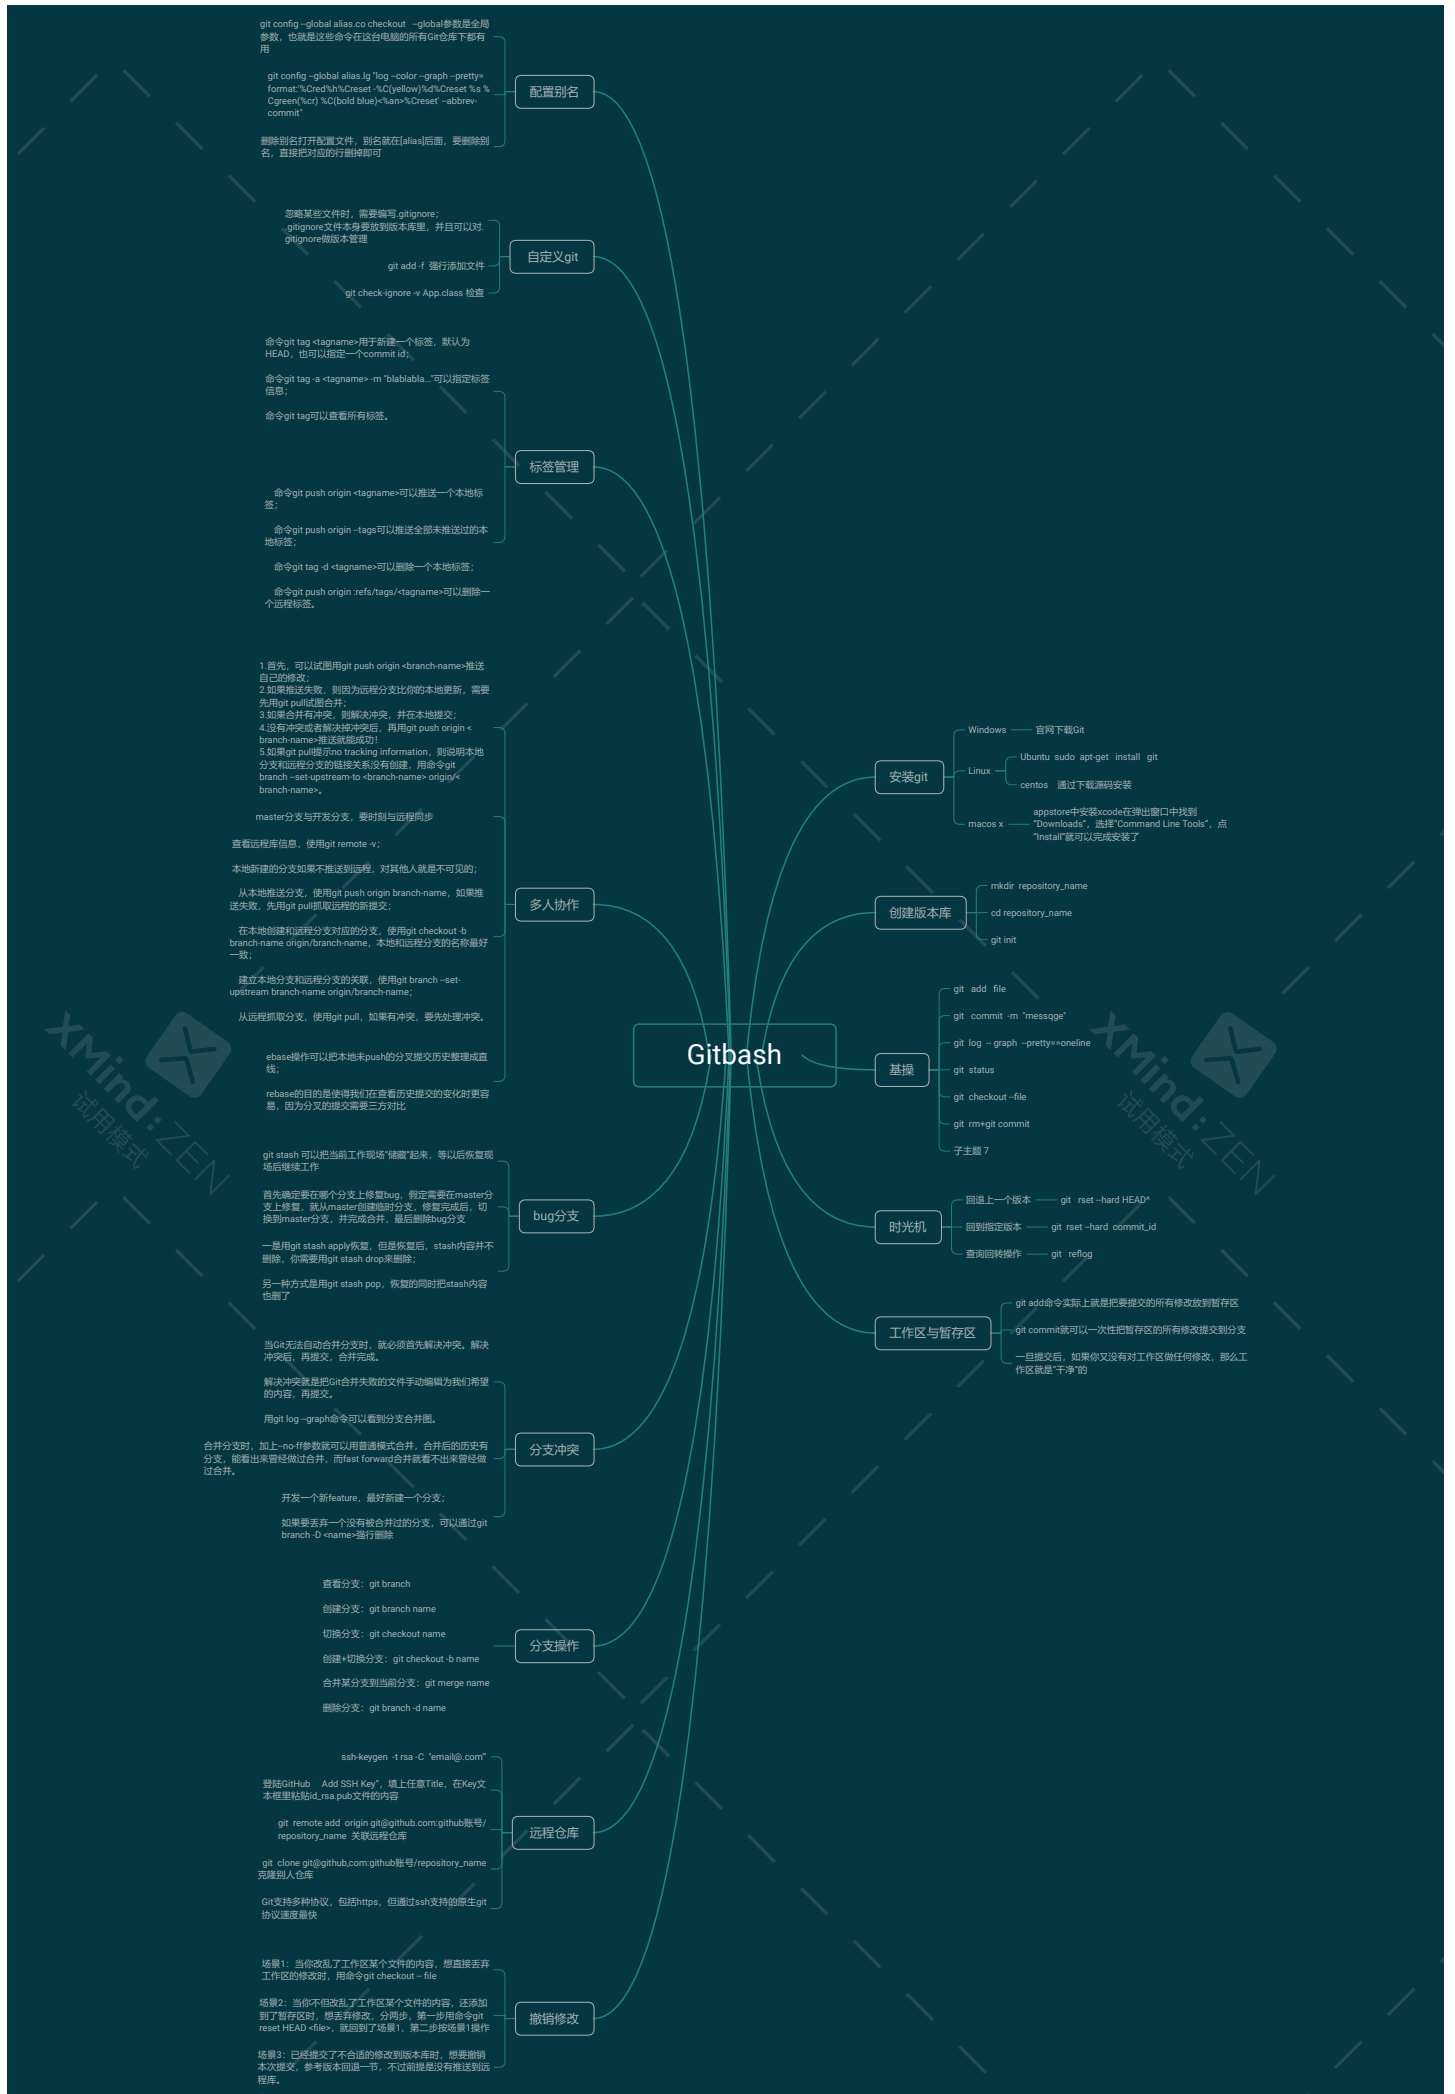 git config --global alias.co checkout   --global参数是全局
参数，也就是这些命令在这台电脑的所有Git仓库下都有
用
git config --global alias.lg "log --color --graph --pretty=
format:'%Cred%h%Creset -%C(yellow)%d%Creset %s %
Cgreen(%cr) %C(bold blue)<%an>%Creset' --abbrev-
commit"
删除别名打开配置文件，别名就在[alias]后面，要删除别
名，直接把对应的行删掉即可
配置别名
忽略某些文件时，需要编写.gitignore；
.gitignore文件本身要放到版本库里，并且可以对.
gitignore做版本管理
git add -f  强行添加文件
git check-ignore -v App.class 检查
自定义git
命令git tag <tagname>用于新建一个标签，默认为
HEAD，也可以指定一个commit id；
命令git tag -a <tagname> -m "blablabla..."可以指定标签
信息；
命令git tag可以查看所有标签。
命令git push origin <tagname>可以推送一个本地标
签；
命令git push origin --tags可以推送全部未推送过的本
地标签；
命令git tag -d <tagname>可以删除一个本地标签；
命令git push origin :refs/tags/<tagname>可以删除一
个远程标签。
标签管理
1.首先，可以试图用git push origin <branch-name>推送
自己的修改；
2.如果推送失败，则因为远程分支比你的本地更新，需要
先用git pull试图合并；
3.如果合并有冲突，则解决冲突，并在本地提交；
4.没有冲突或者解决掉冲突后，再用git push origin <
branch-name>推送就能成功！
5.如果git pull提示no tracking information，则说明本地
分支和远程分支的链接关系没有创建，用命令git
branch --set-upstream-to <branch-name> origin/<
branch-name>。
master分支与开发分支，要时刻与远程同步
查看远程库信息，使用git remote -v；
本地新建的分支如果不推送到远程，对其他人就是不可见的；
从本地推送分支，使用git push origin branch-name，如果推
送失败，先用git pull抓取远程的新提交；
在本地创建和远程分支对应的分支，使用git checkout -b
branch-name origin/branch-name，本地和远程分支的名称最好
一致；
建立本地分支和远程分支的关联，使用git branch --set-
upstream branch-name origin/branch-name；
从远程抓取分支，使用git pull，如果有冲突，要先处理冲突。
ebase操作可以把本地未push的分叉提交历史整理成直
线；
rebase的目的是使得我们在查看历史提交的变化时更容
易，因为分叉的提交需要三方对比
多人协作
git stash 可以把当前工作现场"储藏"起来，等以后恢复现
场后继续工作
首先确定要在哪个分支上修复bug，假定需要在master分
支上修复，就从master创建临时分支，修复完成后，切
换到master分支，并完成合并，最后删除bug分支
一是用git stash apply恢复，但是恢复后，stash内容并不
删除，你需要用git stash drop来删除；
另一种方式是用git stash pop，恢复的同时把stash内容
也删了
bug分支
当Git无法自动合并分支时，就必须首先解决冲突。解决
冲突后，再提交，合并完成。
解决冲突就是把Git合并失败的文件手动编辑为我们希望
的内容，再提交。
用git log --graph命令可以看到分支合并图。
合并分支时，加上--no-ff参数就可以用普通模式合并，合并后的历史有
分支，能看出来曾经做过合并，而fast forward合并就看不出来曾经做
过合并。
开发一个新feature，最好新建一个分支；
如果要丢弃一个没有被合并过的分支，可以通过git
branch -D <name>强行删除
分支冲突
查看分支：git branch
创建分支：git branch name
切换分支：git checkout name
创建+切换分支：git checkout -b name
合并某分支到当前分支：git merge name
删除分支：git branch -d name
分支操作
ssh-keygen  -t rsa -C  "email@.com"
登陆GitHub    Add SSH Key"，填上任意Title，在Key文
本框里粘贴id_rsa.pub文件的内容
git  remote add  origin git@github.com:github账号/
repository_name  关联远程仓库
git  clone git@github,com:github账号/repository_name
克隆别人仓库
Git支持多种协议，包括https，但通过ssh支持的原生git
协议速度最快
远程仓库
场景1：当你改乱了工作区某个文件的内容，想直接丢弃
工作区的修改时，用命令git checkout -- file
场景2：当你不但改乱了工作区某个文件的内容，还添加
到了暂存区时，想丢弃修改，分两步，第一步用命令git
reset HEAD <file>，就回到了场景1，第二步按场景1操作
场景3：已经提交了不合适的修改到版本库时，想要撤销
本次提交，参考版本回退一节，不过前提是没有推送到远
程库。
撤销修改
Gitbash
安装git
Windows
官网下载Git
Linux
Ubuntu  sudo  apt-get   install   git
centos    通过下载源码安装
macos x
appstore中安装xcode在弹出窗口中找到
"Downloads"，选择"Command Line Tools"，点
"Install"就可以完成安装了
创建版本库
mkdir  repository_name
cd repository_name
git init
基操
git   add   file
git   commit  -m  "messqge"
git  log  -- graph  --pretty==oneline
git  status
git  checkout --file
git  rm+git commit
子主题 7
时光机
回退上一个版本
git   rset --hard HEAD^
回到指定版本
git  rset --hard  commit_id
查询回转操作
git   reflog
工作区与暂存区
git add命令实际上就是把要提交的所有修改放到暂存区
git commit就可以一次性把暂存区的所有修改提交到分支
一旦提交后，如果你又没有对工作区做任何修改，那么工
作区就是"干净"的
XMind:ZEN
试用模式
XMind:ZEN
试用模式